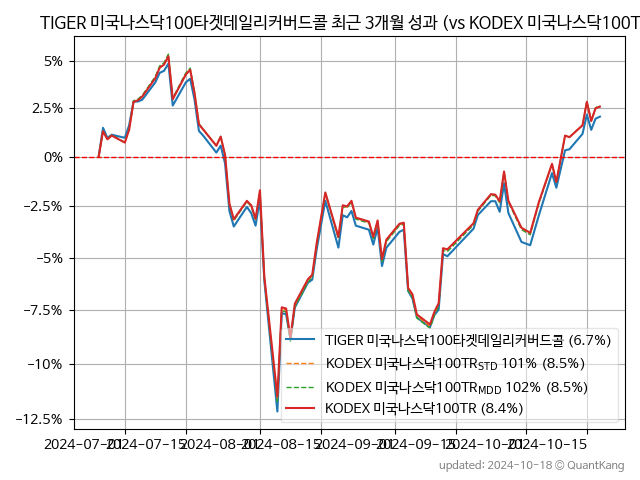 TIGER 미국나스닥100타겟데일리커버드콜 최근 3개월 성과 (vs KODEX 미국나스닥100T
5%
2.5%
0%
−2.5%
−5%
−7.5%
−10%
−12.5%
TIGER 미국나스닥100타겟데일리커버드콜 (6.7%)
KODEX 미국나스닥100TRSTD 101% (8.5%)
KODEX 미국나스닥100TRMDD 102% (8.5%)
KODEX 미국나스닥100TR (8.4%)
2024-07-01 2024-07-15 2024-08-01 2024-08-15 2024-09-01 2024-09-15 2024-10-01 2024-10-15
updated: 2024-10-18 © QuantKang